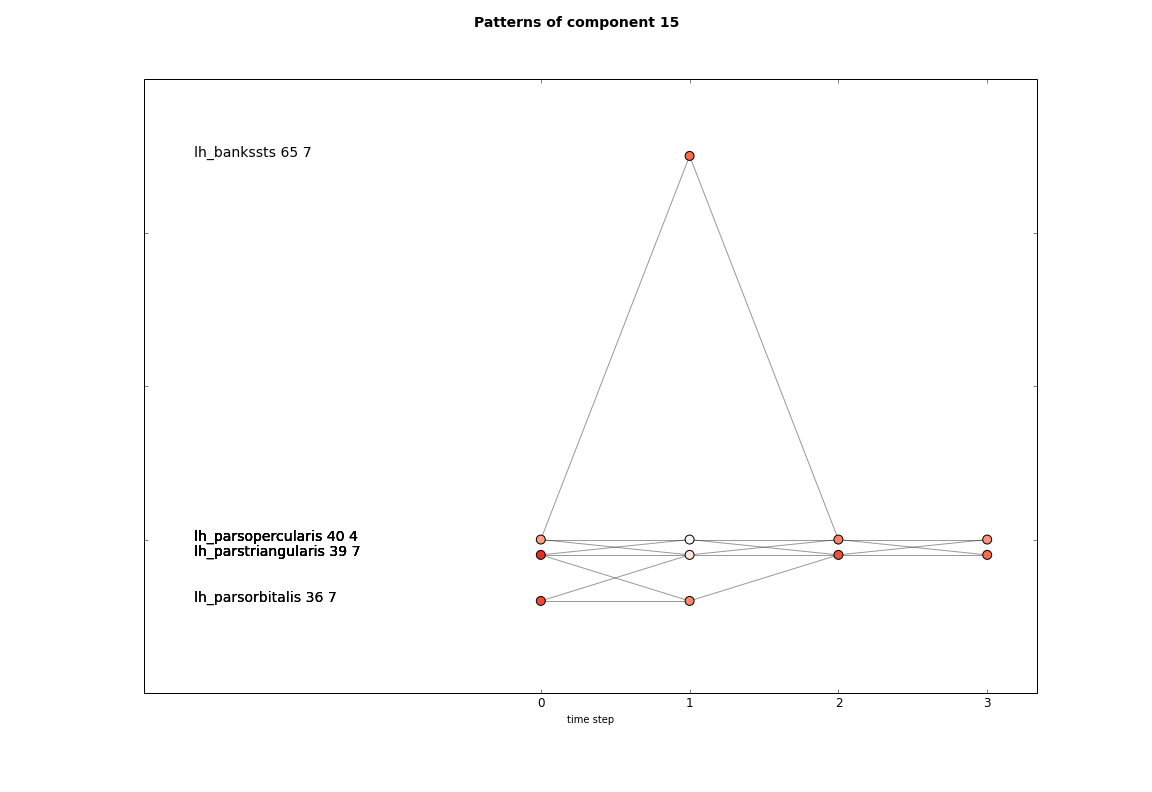 Patterns of component 15
lh_bankssts 65 7
lh_parsopercularis 40 4
lh_parstriangularis 39 7
lh_parsorbitalis 36 7
0 1 2 3
time step